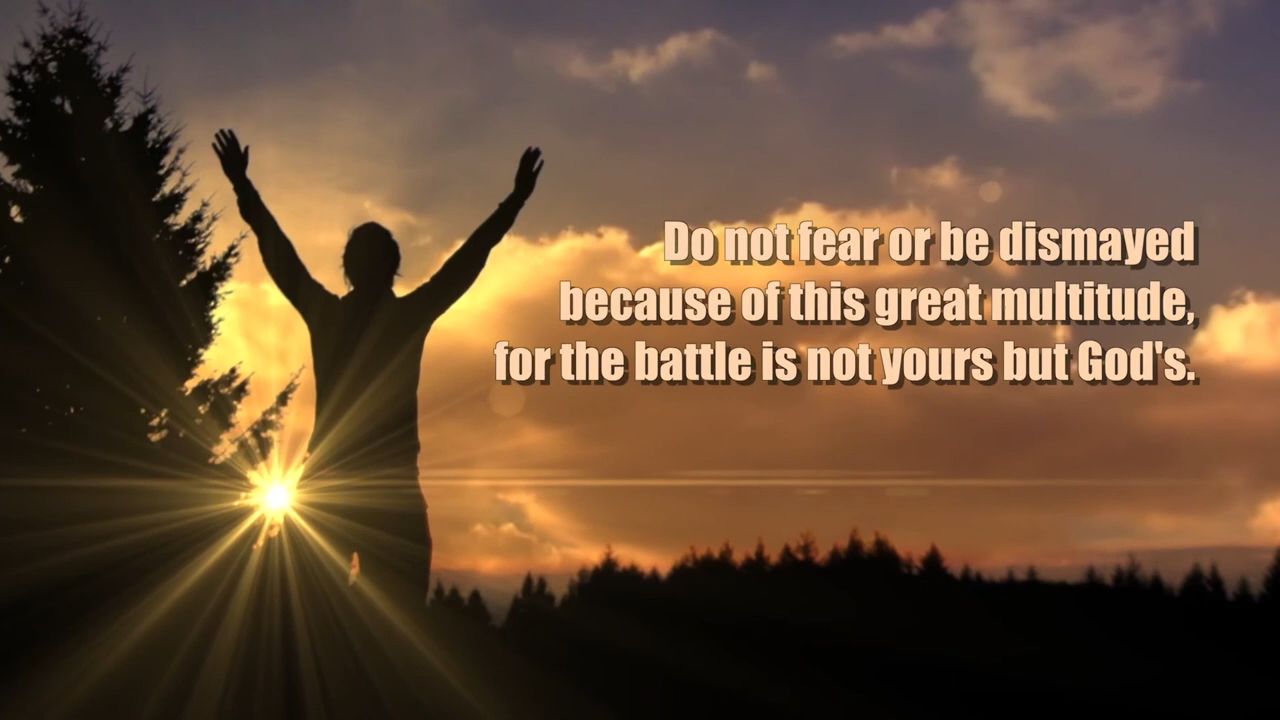 Do not fear or be dismayed
because of this great multitude,
for the battle is not yours but God's.